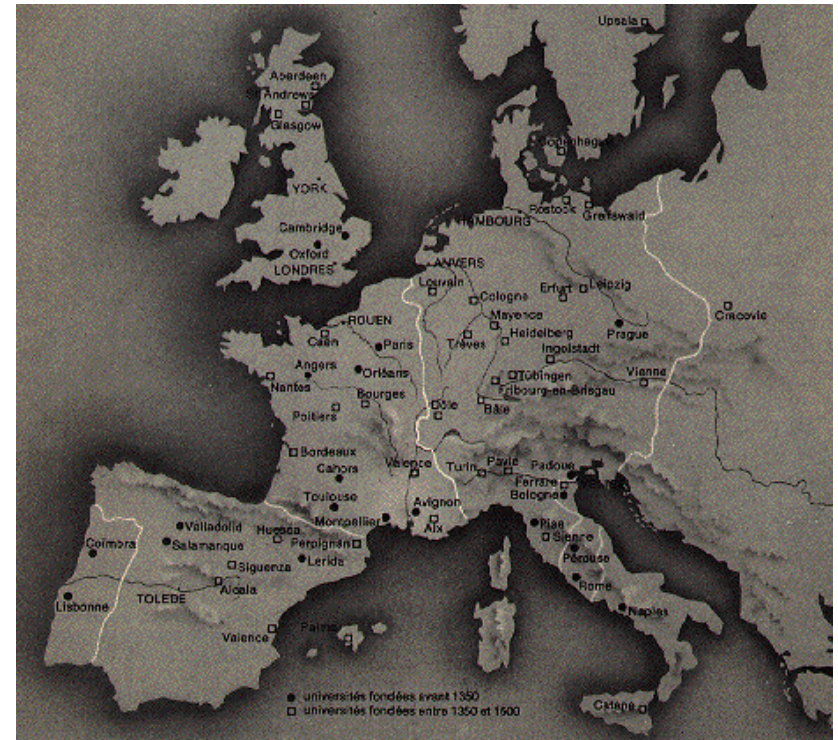 Upsala
Aberdeen
St Andrews
Glasgow
Copenhague
YORK
Rostock
Greifswald
HAMBOURG
Cambridge
Oxford
LONDRES
ANVERS
Louvain
Erfurt
Leipzig
Cologne
Cracovie
ROUEN
Mayence
Caen
Paris
Trèves
Heidelberg
Prague
Ingolstadt
Angers
Orléans
Tübingen
Vienne
Nantes
Bourges
Fribourg-en-Brisgau
Poitiers
Dôle
Bâle
Bordeaux
Cahors
Valence
Turin
Pavie
Padoue
Ferrare
Toulouse
Bologne
Avignon
Montpellier
Aix
Valladolid
Huesca
Perpignan
Pise
Sienne
Coïmbra
Salamanque
Lerida
Pérouse
Siguenza
Alcala
Rome
Lisbonne
TOLEDE
Naples
Valence
Palma
universités fondées avant 1350
universités fondées entre 1350 et 1500
Catane